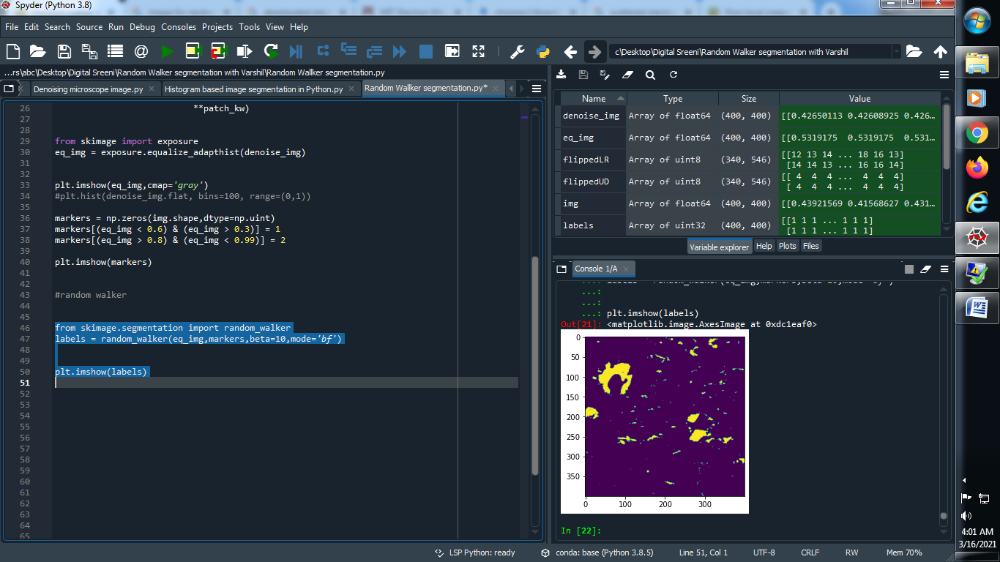 Spyder (Python 3.8)
File Edit Search Source Run Debug Consoles Projects Tools View Help
c\Desktop\Digital Sreeni\Random Walker segmentation with Varshil
...rs\abc\Desktop\Digital Sreeni\Random Walker segmentation with Varshil\Random Wallker segmentation.py
Denoising microscope image.py
Histogram based image segmentation in Python.py
Random Wallker segmentation.py*
26 **patch_kw)
27
28
29 from skimage import exposure
30 eq_img = exposure.equalize_adapthist(denoise_img)
31
32
33 plt.imshow(eq_img,cmap='gray')
34 #plt.hist(denoise_img.flat, bins=100, range=(0,1))
35
36 markers = np.zeros(img.shape,dtype=np.uint)
37 markers[(eq_img < 0.6) & (eq_img > 0.3)] = 1
38 markers[(eq_img > 0.8) & (eq_img < 0.99)] = 2
39
40 plt.imshow(markers)
41
42
43 #random walker
44
45
46 from skimage.segmentation import random_walker
47 labels = random_walker(eq_img,markers,beta=10,mode='bf')
48
49
50 plt.imshow(labels)
51
52
53
54
55
56
57
58
59
60
61
62
63
64
65
Name Type Size Value
denoise_img Array of float64 (400, 400) [[0.42650113 0.42608925 0.426…
eq_img Array of float64 (400, 400) [[0.5319175 0.5319175 0.531…
flippedLR Array of uint8 (340, 546) [[12 13 14 ... 18 16 13]
[14 14 13 ... 16 16 14]
flippedUD Array of uint8 (340, 546) [[ 4 4 4 ... 4 4 4]
[ 4 4 4 ... 4 4 4]
img Array of float64 (400, 400) [[0.43921569 0.41568627 0.431…
labels Array of uint32 (400, 400) [[1 1 1 ... 1 1 1]
[1 1 1 ... 1 1 1]
Variable explorer Help Plots Files
Console 1/A
...:
...:
...: plt.imshow(labels)
Out[21]: <matplotlib.image.AxesImage at 0xdc1eaf0>
0
50
100
150
200
250
300
350
0 100 200 300
In [22]:
LSP Python: ready
conda: base (Python 3.8.5)
Line 51, Col 1
UTF-8
CRLF
RW
Mem 70%
4:01 AM
3/16/2021